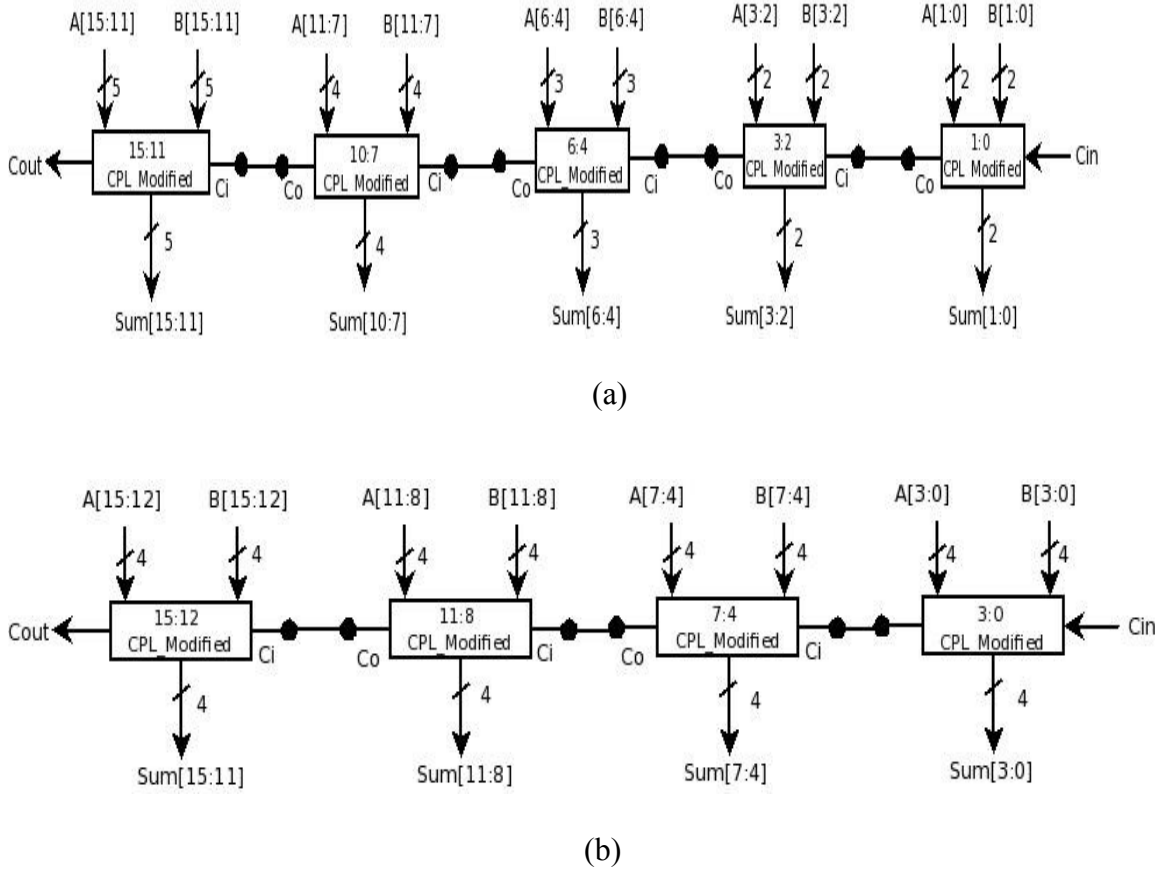 A[15:11] B[15:11] A[11:7] B[11:7] A[6:4] B[6:4] A[3:2] B[3:2] A[1:0] B[1:0]
5 5 4 4 3 3 2 2 2 2
15:11 10:7 6:4 3:2 1:0
Cout CPL_Modified CPL_Modified CPL_Modified CPL Modified CPL Modified Cin
Ci Co Ci Co Ci Co Ci Co
5 4 3 2 2
Sum[15:11] Sum[10:7] Sum[6:4] Sum[3:2] Sum[1:0]
(a)
A[15:12] B[15:12] A[11:8] B[11:8] A[7:4] B[7:4] A[3:0] B[3:0]
4 4 4 4 4 4 4 4
15:12 11:8 7:4 3:0
Cout CPL_Modified CPL_Modified CPL_Modified CPL_Modified Cin
Ci Co Ci Co Ci
4 4 4 4
Sum[15:11] Sum[11:8] Sum[7:4] Sum[3:0]
(b)